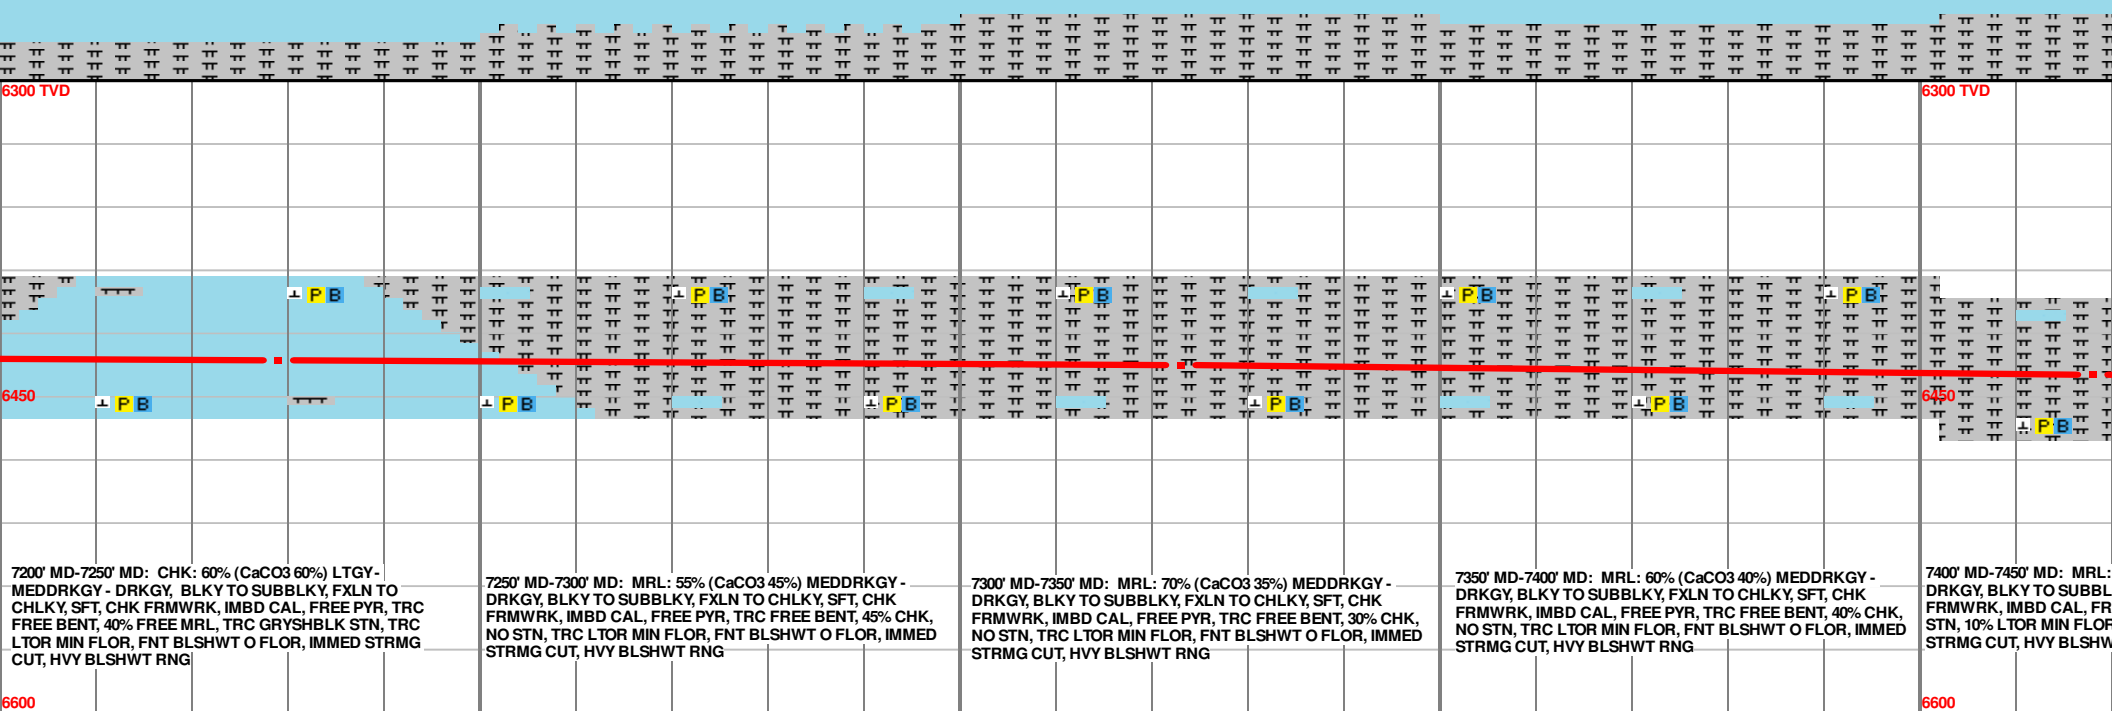 6300 TVD
6300 TVD
P B
P B
P B
P B
P B
P B
6450
P B
P B
P B
P B
P B
6450
P B
7200' MD-7250' MD: CHK: 60% (CaCO3 60%) LTGY-
MEDDRKGY - DRKGY, BLKY TO SUBBLKY, FXLN TO
CHLKY, SFT, CHK FRMWRK, IMBD CAL, FREE PYR, TRC
FREE BENT, 40% FREE MRL, TRC GRYSHBLK STN, TRC
LTOR MIN FLOR, FNT BLSHWT O FLOR, IMMED STRMG
CUT, HVY BLSHWT RNG
7250' MD-7300' MD: MRL: 55% (CaCO3 45%) MEDDRKGY -
DRKGY, BLKY TO SUBBLKY, FXLN TO CHLKY, SFT, CHK
FRMWRK, IMBD CAL, FREE PYR, TRC FREE BENT, 45% CHK,
NO STN, TRC LTOR MIN FLOR, FNT BLSHWT O FLOR, IMMED
STRMG CUT, HVY BLSHWT RNG
7300' MD-7350' MD: MRL: 70% (CaCO3 35%) MEDDRKGY -
DRKGY, BLKY TO SUBBLKY, FXLN TO CHLKY, SFT, CHK
FRMWRK, IMBD CAL, FREE PYR, TRC FREE BENT, 30% CHK,
NO STN, TRC LTOR MIN FLOR, FNT BLSHWT O FLOR, IMMED
STRMG CUT, HVY BLSHWT RNG
7350' MD-7400' MD: MRL: 60% (CaCO3 40%) MEDDRKGY -
DRKGY, BLKY TO SUBBLKY, FXLN TO CHLKY, SFT, CHK
FRMWRK, IMBD CAL, FREE PYR, TRC FREE BENT, 40% CHK,
NO STN, TRC LTOR MIN FLOR, FNT BLSHWT O FLOR, IMMED
STRMG CUT, HVY BLSHWT RNG
7400' MD-7450' MD: MRL:
DRKGY, BLKY TO SUBBL
FRMWRK, IMBD CAL, FR
STN, 10% LTOR MIN FLOR
STRMG CUT, HVY BLSHW
6600
6600